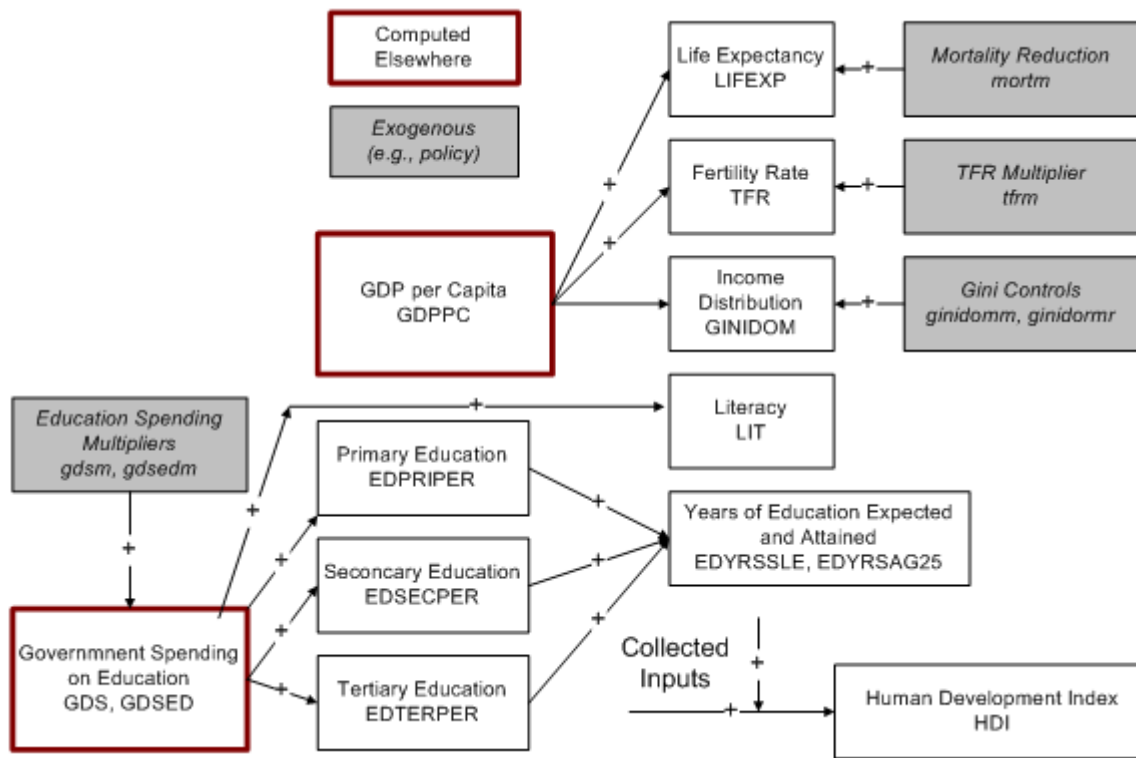 Computed
Elsewhere
Exogenous
(e.g., policy)
Life Expectancy
LIFEXP
+
Mortality Reduction
mortm
+
Fertility Rate
TFR
+
TFR Multiplier
tfrm
+
GDP per Capita
GDPPC
Income
Distribution
GINIDOM
+
Gini Controls
ginidomm, ginidormr
Education Spending
Multipliers
gdsm, gdsedm
+
+
Literacy
LIT
+
Primary Education
EDPRIPER
+
+
Years of Education Expected
and Attained
EDYRSSLE, EDYRSAG25
Seconcary Education
EDSECPER
+
+
Governmnent Spending
on Education
GDS, GDSED
+
+
Tertiary Education
EDTERPER
+
Collected
Inputs
+
+
Human Development Index
HDI